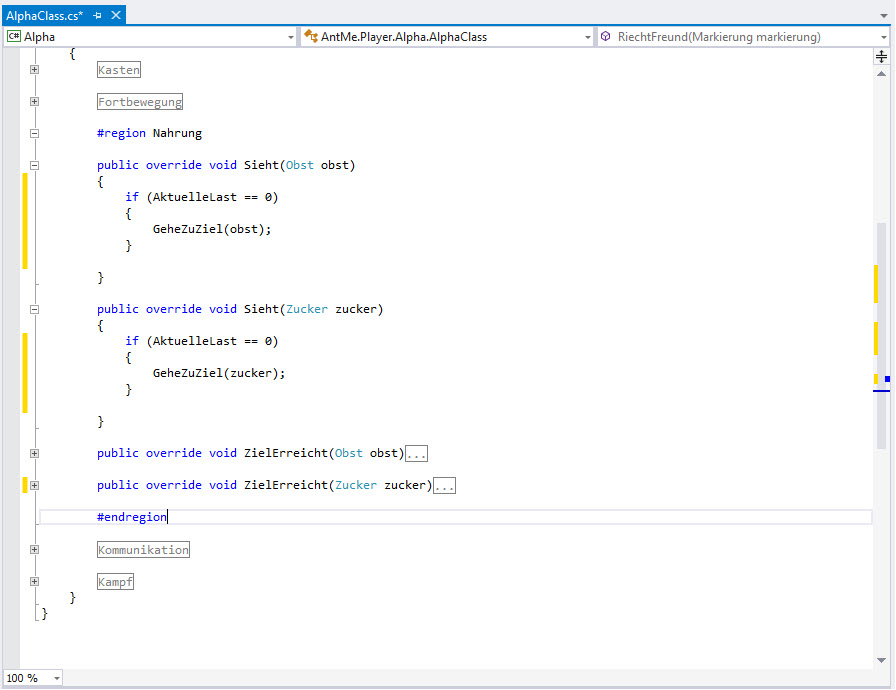 AlphaClass.cs*
C# Alpha AntMe.Player.Alpha.AlphaClass RiechtFreund(Markierung markierung)
{
Kasten
Fortbewegung
#region Nahrung
public override void Sieht(Obst obst)
{
if (AktuelleLast == 0)
{
GeheZuZiel(obst);
}
}
public override void Sieht(Zucker zucker)
{
if (AktuelleLast == 0)
{
GeheZuZiel(zucker);
}
}
public override void ZielErreicht(Obst obst)...
public override void ZielErreicht(Zucker zucker)...
#endregion
Kommunikation
Kampf
}
}
100 %